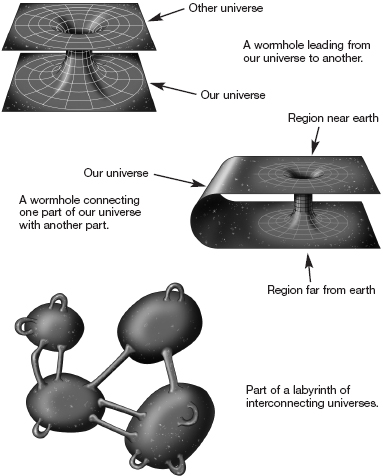 Other universe
A wormhole leading from
our universe to another.
Our universe
Region near earth
Our universe
A wormhole connecting
one part of our universe
with another part.
Region far from earth
Part of a labyrinth of
interconnecting universes.